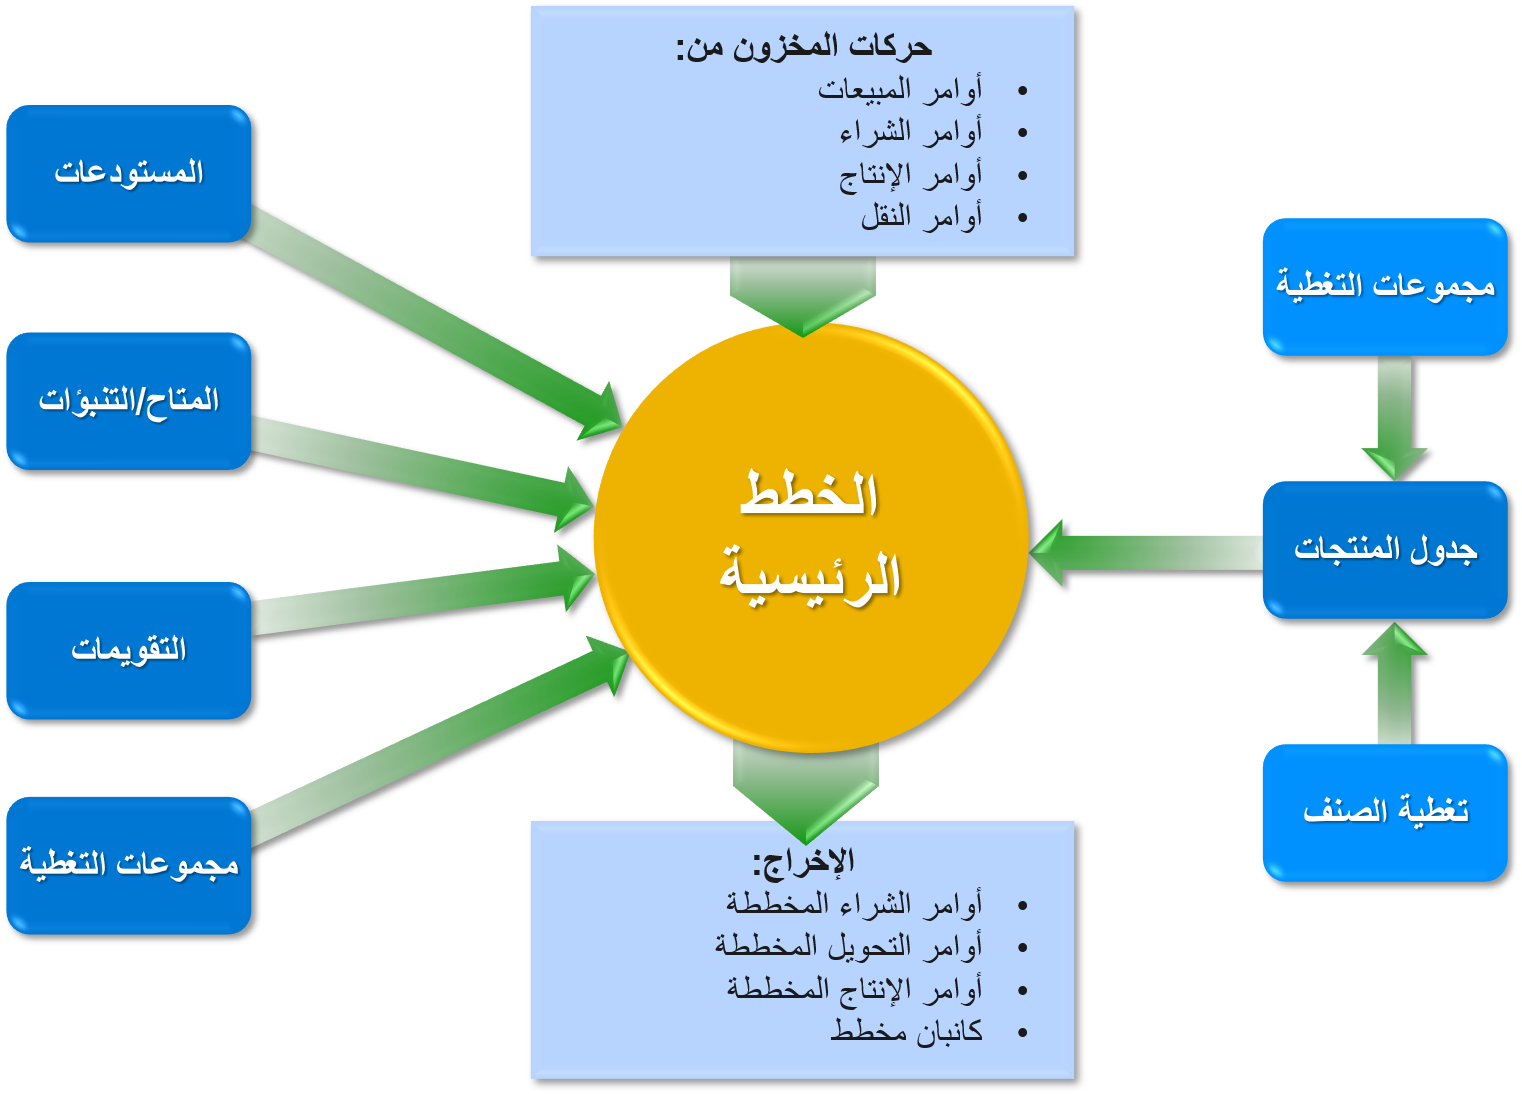 حركات المخزون من:
• أوامر المبيعات
• أوامر الشراء
• أوامر الإنتاج
• أوامر النقل
مجموعات التغطية
جدول المنتجات
تغطية الصنف
الخطط
الرئيسية
المستودعات
المتاح/التنبؤات
التقويمات
مجموعات التغطية
الإخراج:
• أوامر الشراء المخططة
• أوامر التحويل المخططة
• أوامر الإنتاج المخططة
• كانبان مخطط